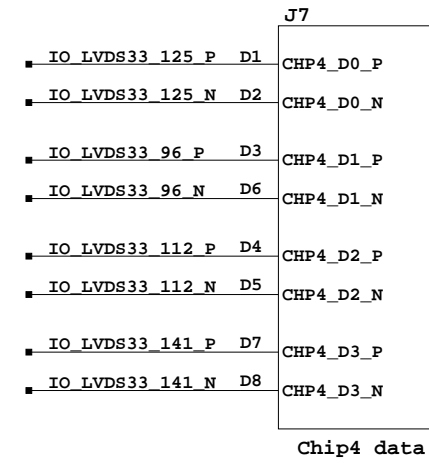 J7
IO_LVDS33_125_P D1 CHP4_D0_P
IO_LVDS33_125_N D2 CHP4_D0_N
IO_LVDS33_96_P D3 CHP4_D1_P
IO_LVDS33_96_N D6 CHP4_D1_N
IO_LVDS33_112_P D4 CHP4_D2_P
IO_LVDS33_112_N D5 CHP4_D2_N
IO_LVDS33_141_P D7 CHP4_D3_P
IO_LVDS33_141_N D8 CHP4_D3_N
Chip4 data